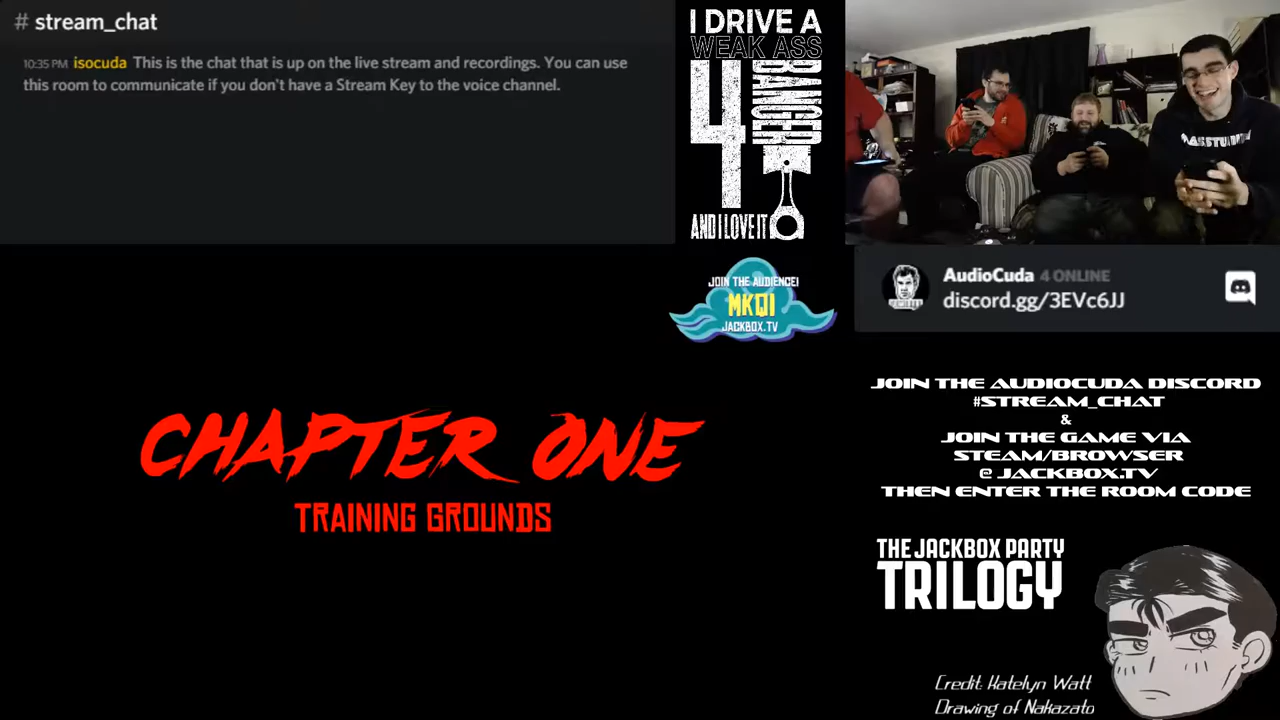 # stream_chat
10:35 PM isocuda This is the chat that is up on the live stream and recordings. You can use
this room to communicate if you don't have a Stream Key to the voice channel.
I DRIVE A
WEAK ASS
4 BANGER
AND I LOVE IT
JOIN THE AUDIENCE!
MKQI
JACKBOX.TV
AudioCuda 4 ONLINE
discord.gg/3EVc6JJ
CHAPTER ONE
TRAINING GROUNDS
JOIN THE AUDIOCUDA DISCORD
#STREAM_CHAT
&
JOIN THE GAME VIA
STEAM/BROWSER
@ JACKBOX.TV
THEN ENTER THE ROOM CODE
THE JACKBOX PARTY
TRILOGY
Credit: Katelyn Watt
Drawing of Nakazato